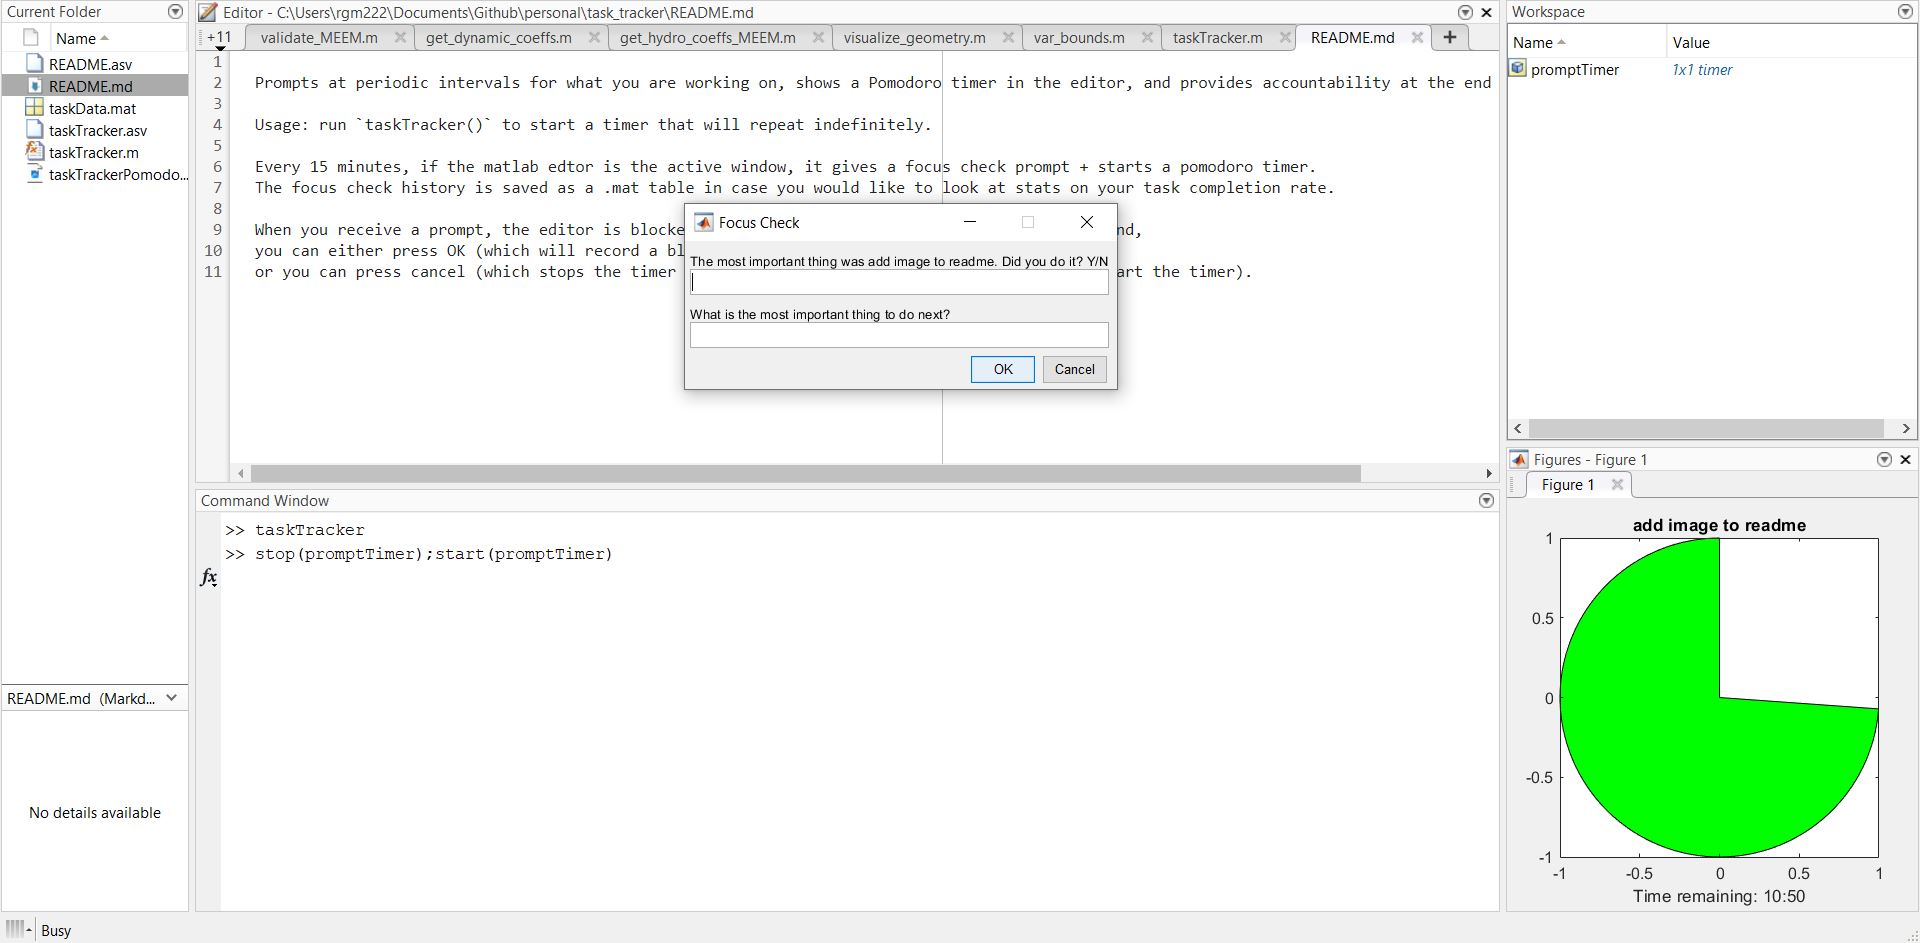 Current Folder
Name
README.asv
README.md
taskData.mat
taskTracker.asv
taskTracker.m
taskTrackerPomodo...
README.md (Markd...
No details available
Busy
Editor - C:\Users\rgm222\Documents\Github\personal\task_tracker\README.md
+11 validate_MEEM.m get_dynamic_coeffs.m get_hydro_coeffs_MEEM.m visualize_geometry.m var_bounds.m taskTracker.m README.md +
1
2 Prompts at periodic intervals for what you are working on, shows a Pomodoro timer in the editor, and provides accountability at the end
3
4 Usage: run `taskTracker()` to start a timer that will repeat indefinitely.
5
6 Every 15 minutes, if the matlab edtor is the active window, it gives a focus check prompt + starts a pomodoro timer.
7 The focus check history is saved as a .mat table in case you would like to look at stats on your task completion rate.
8
9 When you receive a prompt, the editor is blocke nd,
10 you can either press OK (which will record a bl
11 or you can press cancel (which stops the timer art the timer).
Focus Check
The most important thing was add image to readme. Did you do it? Y/N
What is the most important thing to do next?
OK Cancel
Command Window
>> taskTracker
>> stop(promptTimer);start(promptTimer)
fx
Workspace
Name Value
promptTimer 1x1 timer
Figures - Figure 1
Figure 1
add image to readme
1
0.5
0
-0.5
-1
-1 -0.5 0 0.5 1
Time remaining: 10:50